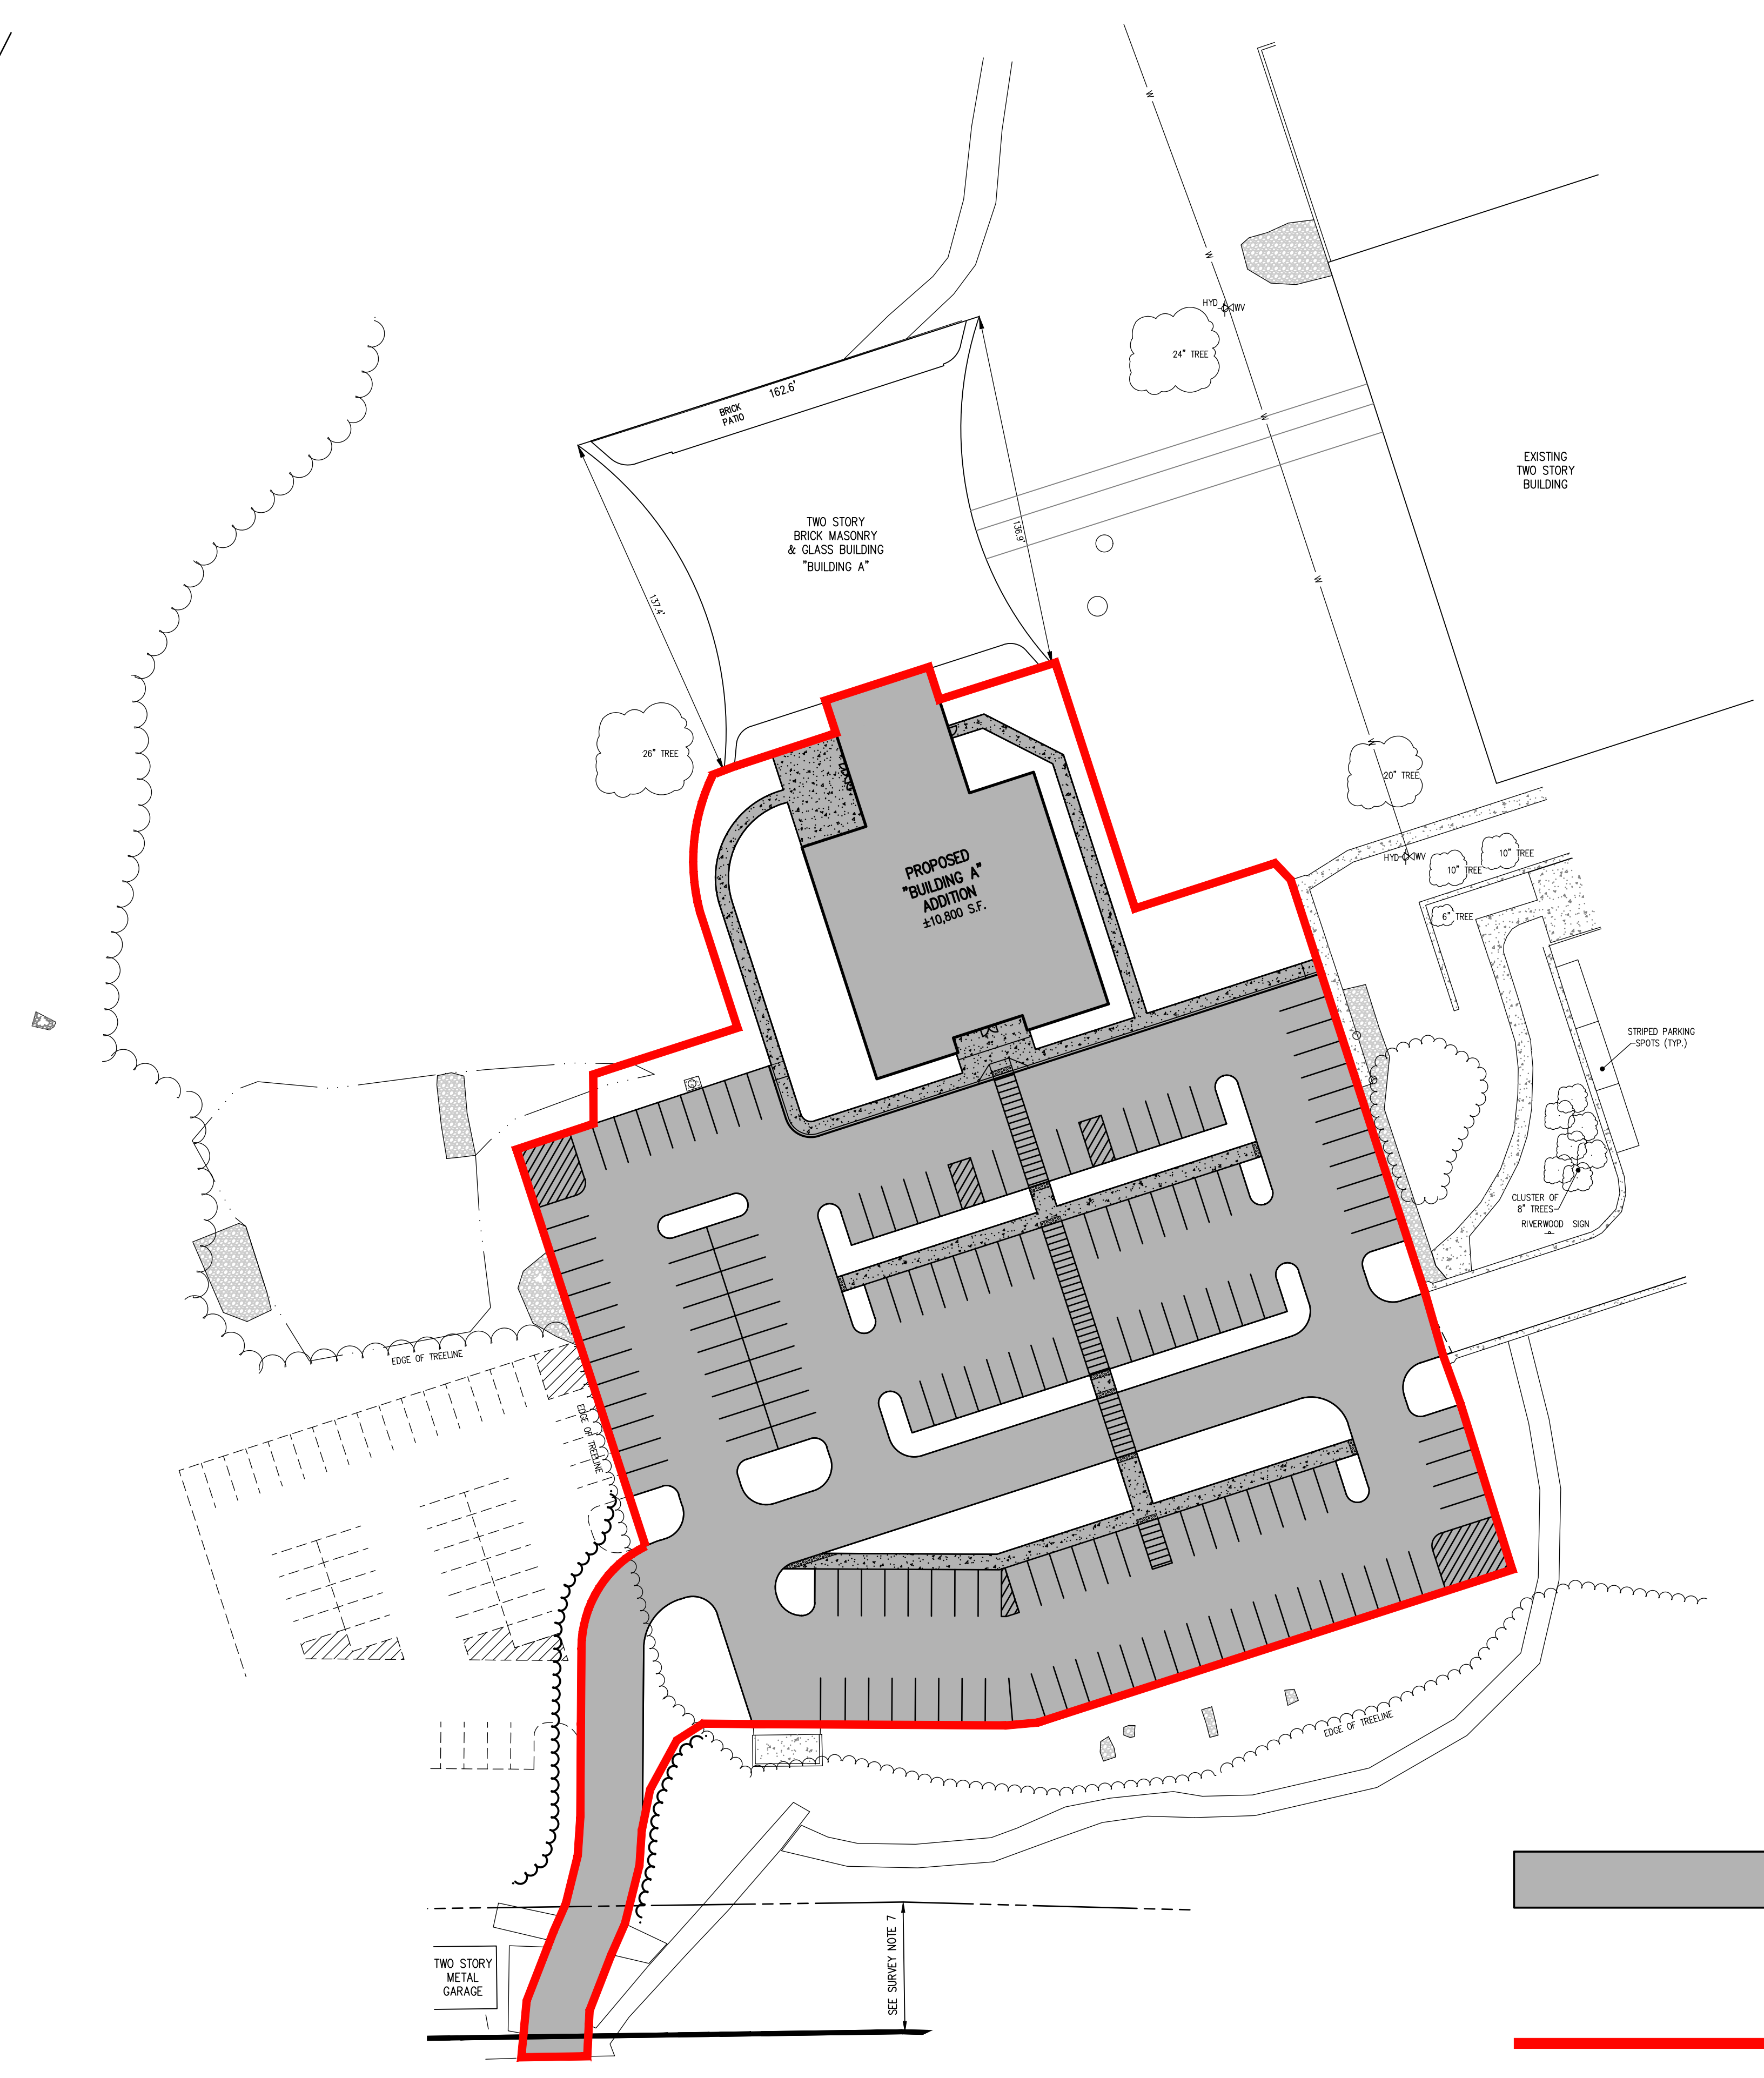 W
W
HYD
WV
24" TREE
162.6'
BRICK
PATIO
W
EXISTING
TWO STORY
BUILDING
TWO STORY
BRICK MASONRY
& GLASS BUILDING
"BUILDING A"
136.9'
W
137.4'
26" TREE
W
20" TREE
HYD
WV
10" TREE
10" TREE
6" TREE
PROPOSED
"BUILDING A"
ADDITION
±10,800 S.F.
STRIPED PARKING
SPOTS (TYP.)
CLUSTER OF
8" TREES
RIVERWOOD SIGN
EDGE OF TREELINE
EDGE OF TREELINE
EDGE OF TREELINE
SEE SURVEY NOTE 7
TWO STORY
METAL
GARAGE